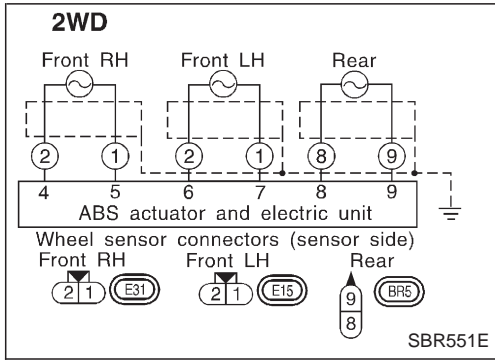 2WD
Front RH Front LH Rear
2 1 2 1 8 9
4 5 6 7 8 9
ABS actuator and electric unit
Wheel sensor connectors (sensor side)
Front RH Front LH Rear
2 1 E31 2 1 E15 9 BR5
8
SBR551E